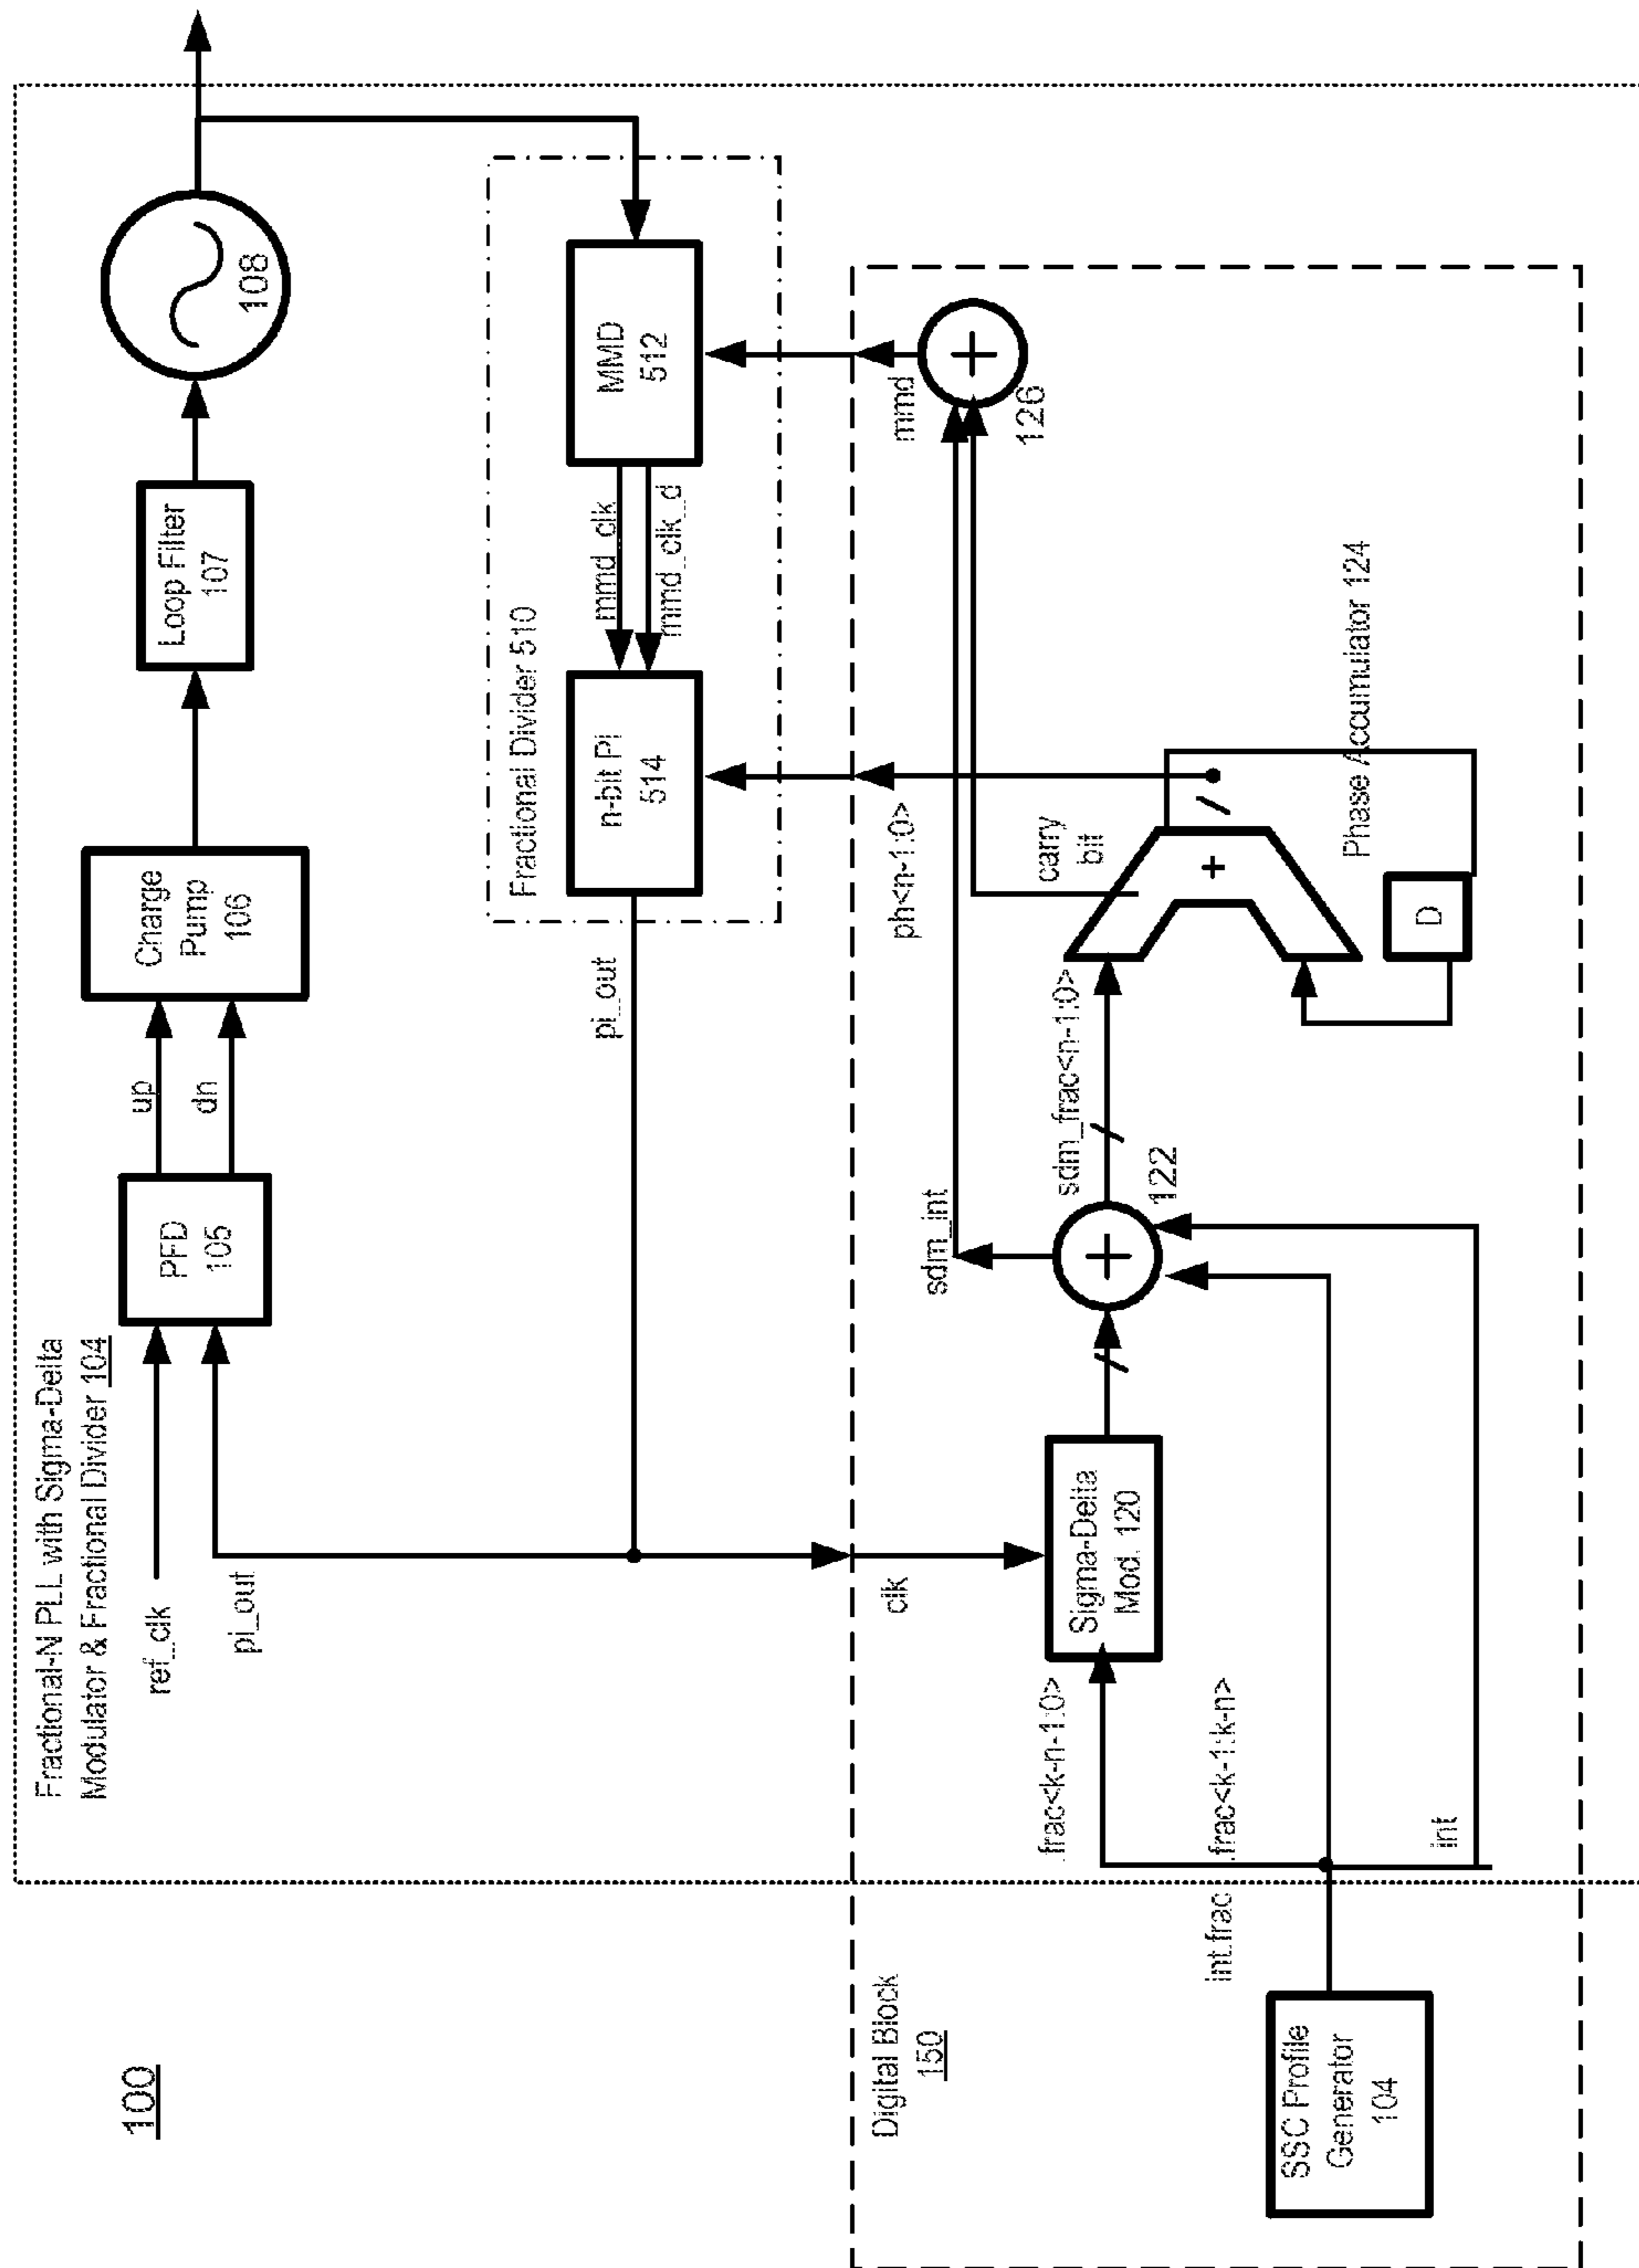 100
Fractional-N PLL with Sigma-Delta
Modulator & Fractional Divider 104
ref_clk
pi_out
PFD
105
up
dn
Charge
Pump
106
Loop Filter
107
108
pi_out
Fractional Divider 510
n-bit PI
514
mmd_clk
mmd_clk_d
MMD
512
Digital Block
150
clk
sdm_int
ph<n-1:0>
mmd
SSC Profile
Generator
104
int.frac
.frac<k-n-1:0>
.frac<k-1:k-n>
int
Sigma-Delta
Mod. 120
+
122
sdm_frac<n-1:0>
carry
bit
+
D
Phase Accumulator 124
+
126